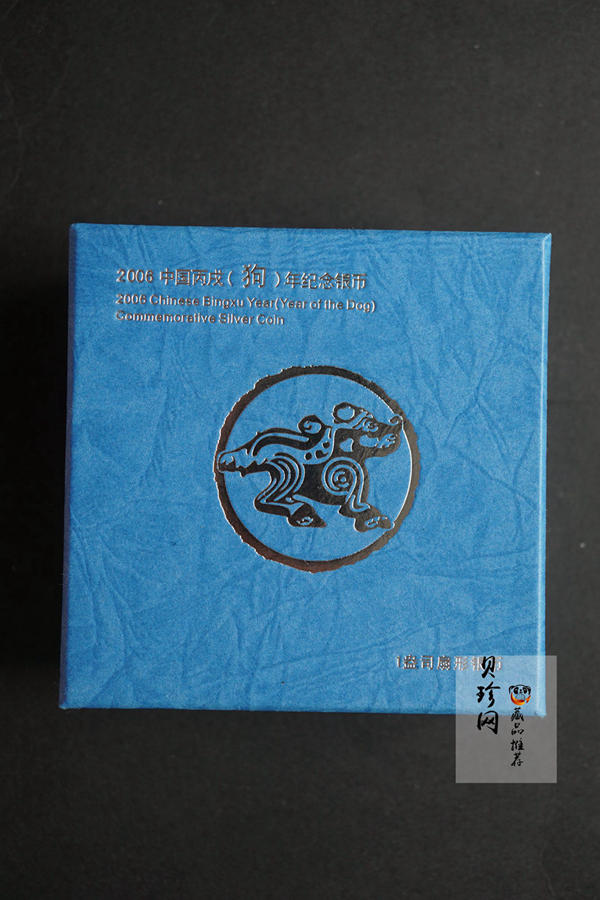 2006 中国丙戌(狗)年纪念银币
2006 Chinese Bingxu Year(Year of the Dog)
Commemorative Silver Coin
1盎司扇形银币
贝珍网
藏品推荐